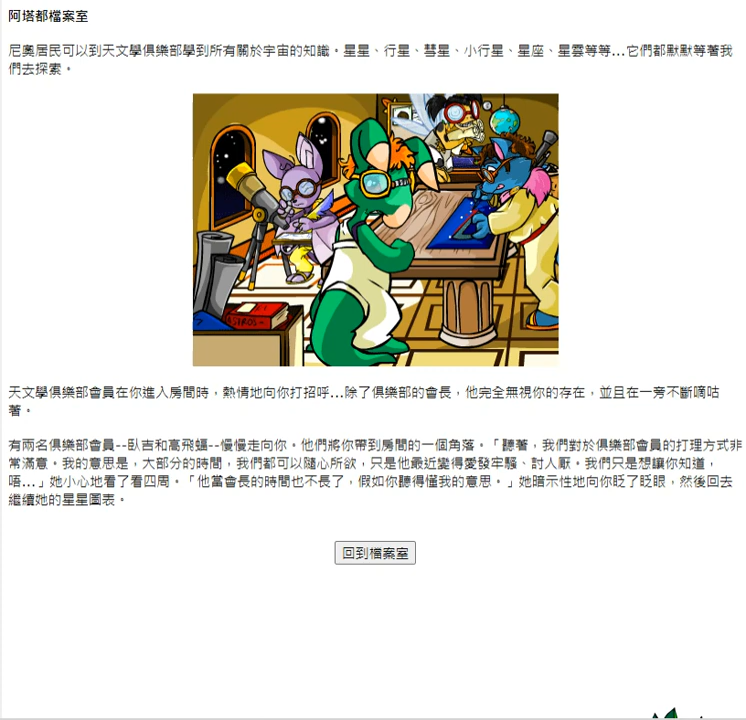 阿塔都檔案室
尼奧居民可以到天文學俱樂部學到所有關於宇宙的知識。星星、行星、彗星、小行星、星座、星雲等等...它們都默默等著我
們去探索。
ASTROS-
天文學俱樂部會員在你進入房間時，熱情地向你打招呼...除了俱樂部的會長，他完全無視你的存在，並且在一旁不斷嘀咕
著。
有兩名俱樂部會員--臥吉和高飛蝠--慢慢走向你。他們將你帶到房間的一個角落。「聽著，我們對於俱樂部會員的打理方式非
常滿意。我的意思是，大部分的時間，我們都可以隨心所欲，只是他最近變得愛發牢騷、討人厭。我們只是想讓你知道，
唔...」她小心地看了看四周。「他當會長的時間也不長了，假如你聽得懂我的意思。」她暗示性地向你眨了眨眼，然後回去
繼續她的星星圖表。
回到檔案室